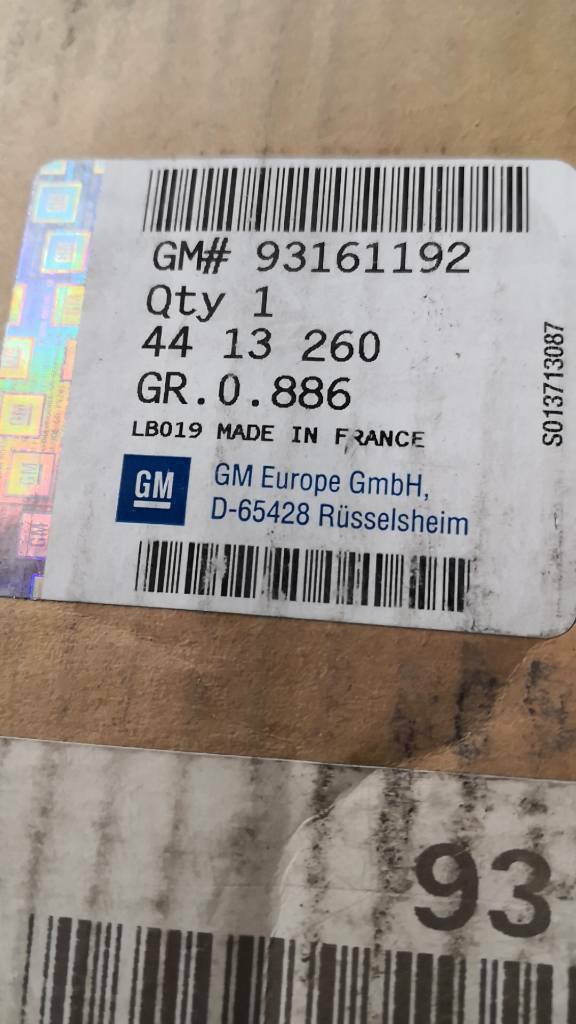 GM# 93161192
Qty 1
44 13 260
GR.0.886
LB019 MADE IN FRANCE
GM
GM Europe GmbH,
D-65428 Rüsselsheim
S013713087
93